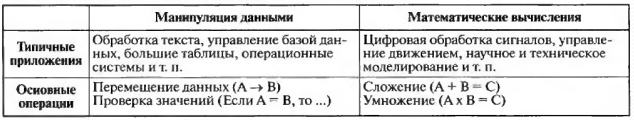 Манипуляция данными Математические вычисления
Типичные приложения
Обработка текста, управление базой дан-
ных, большие таблицы, операционные
системы и т. п.
Цифровая обработка сигналов, управле-
ние движением, научное и техническое
моделирование и т. п.
Основные
операции
Перемещение данных (A → B)
Проверка значений (Если A = B, то ...)
Сложение (A + B = C)
Умножение (A x B = C)